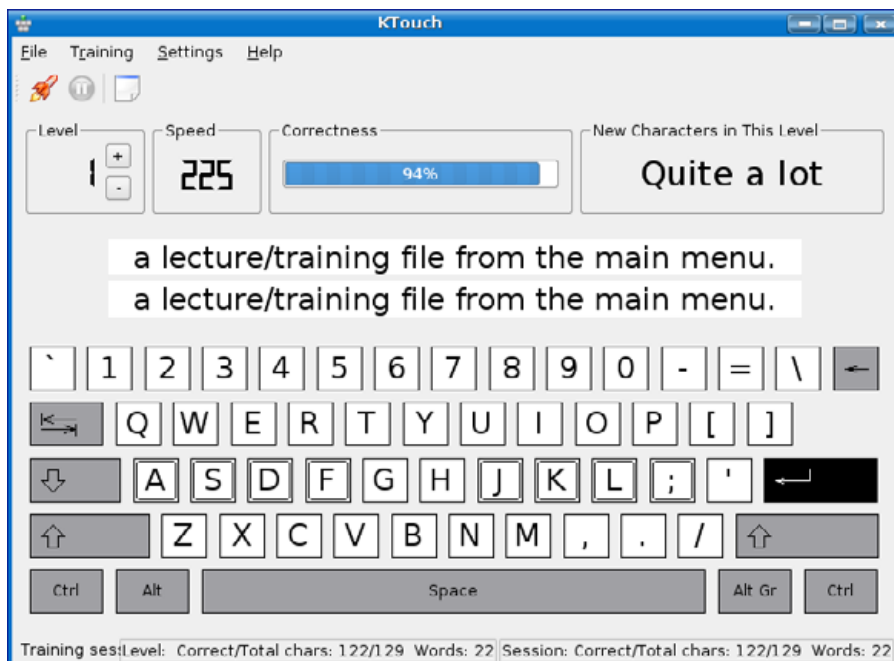 KTouch
File Training Settings Help
Level Speed Correctness New Characters in This Level
1 + - 225 94% Quite a lot
a lecture/training file from the main menu.
a lecture/training file from the main menu.
` 1 2 3 4 5 6 7 8 9 0 - = \
Q W E R T Y U I O P [ ]
A S D F G H J K L ; '
Z X C V B N M , . /
Ctrl Alt Space Alt Gr Ctrl
Training ses Level: Correct/Total chars: 122/129 Words: 22 Session: Correct/Total chars: 122/129 Words: 22